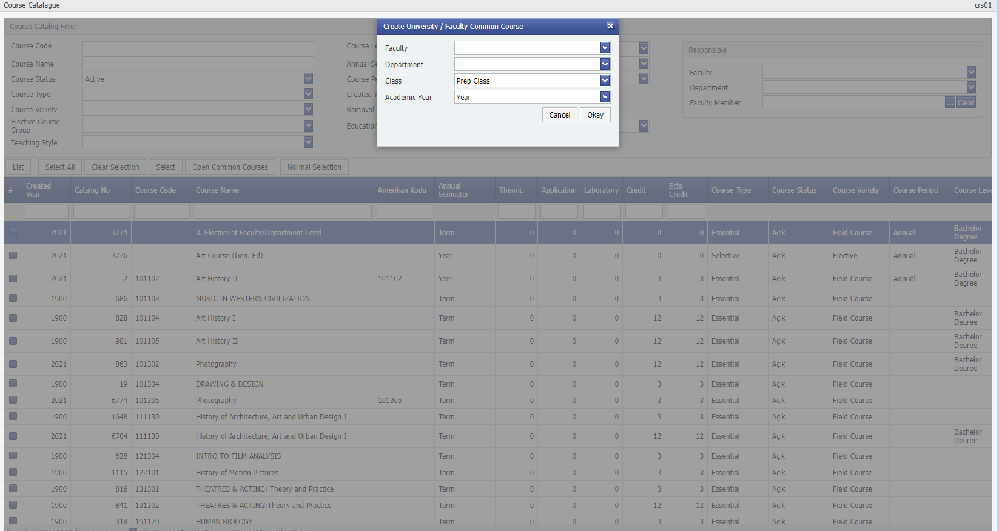 Course Catalague
crs01
Course Catalog Filter
Create University / Faculty Common Course
Faculty
Department
Class Prep Class
Academic Year Year
Cancel Okay
Course Code
Course Name
Course Status Active
Course Type
Course Variety
Elective Course
Group
Teaching Style
Course Le
Annual Se
Course Pe
Created Y
Removal
Education
Responsible
Faculty
Department
Faculty Member ... Clear
List Select All Clear Selection Select Open Common Courses Normal Selection
# Created Year Catalog No Course Code Course Name Amerikan Kodu Annual Semester Theoric Application Laboratory Credit Ects Credit Course Type Course Status Course Variety Course Period Course Leve
2021 3774 3. Elective at Faculty/Department Level Term 0 0 0 0 0 Essential Açık Field Course Annual Bachelor Degree
2021 3776 Art Course (Gen. Ed) Year 0 0 0 0 0 Selective Açık Elective Annual Bachelor Degree
2021 2 101102 Art History II 101102 Year 0 0 0 3 3 Essential Açık Field Course Annual Bachelor Degree
1900 686 101103 MUSIC IN WESTERN CIVILIZATION Term 0 0 0 3 3 Essential Açık Field Course
1900 828 101104 Art History I Term 0 0 0 12 12 Essential Açık Field Course Bachelor Degree
1900 981 101105 Art History II Term 0 0 0 12 12 Essential Açık Field Course Bachelor Degree
2021 863 101302 Photography Term 0 0 0 12 12 Essential Açık Field Course Bachelor Degree
1900 19 101304 DRAWING & DESIGN Term 0 0 0 3 3 Essential Açık Field Course
2021 6774 101305 Photography 101305 Term 0 0 0 3 3 Essential Açık Field Course
1900 1648 111130 History of Architecture, Art and Urban Design I Term 0 0 0 3 3 Essential Açık Field Course
2021 6784 111130 History of Architecture, Art and Urban Design I Term 0 0 0 12 12 Essential Açık Field Course Bachelor Degree
1900 628 121304 INTRO TO FILM ANALYSIS Term 0 0 0 3 3 Essential Açık Field Course
1900 1115 122101 History of Motion Pictures Term 0 0 0 3 3 Essential Açık Field Course
1900 816 131301 THEATRES & ACTING: Theory and Practice Term 0 0 0 3 3 Essential Açık Field Course
1900 841 131302 THEATRES & ACTING:Theory and Practice Term 0 0 0 12 12 Essential Açık Field Course
1900 318 151170 HUMAN BIOLOGY Term 0 0 0 3 3 Essential Açık Field Course